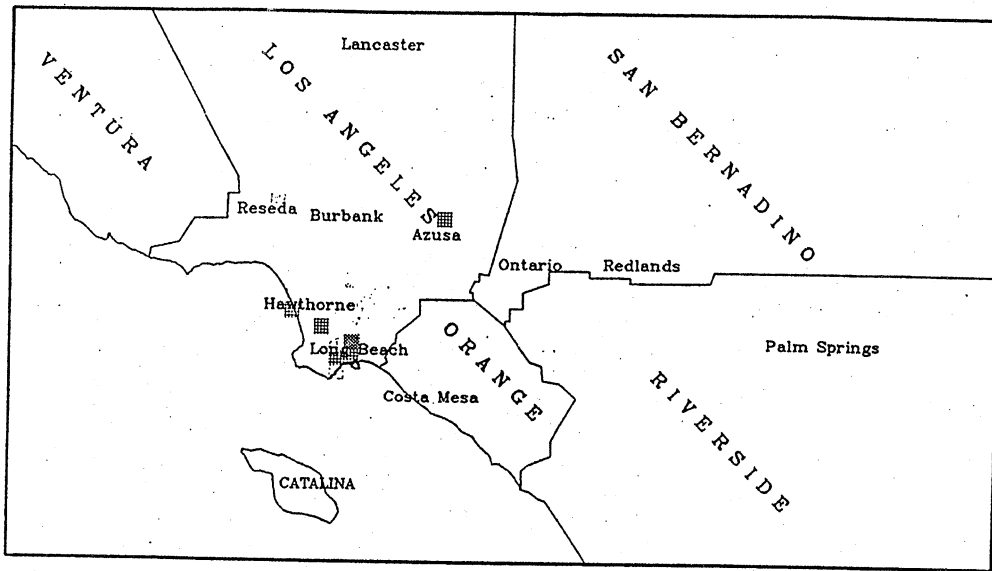 Lancaster
VENTURA
LOS ANGELES
SAN BERNADINO
Reseda
Burbank
Azusa
Ontario
Redlands
Hawthorne
Long Beach
ORANGE
Palm Springs
Costa Mesa
RIVERSIDE
CATALINA